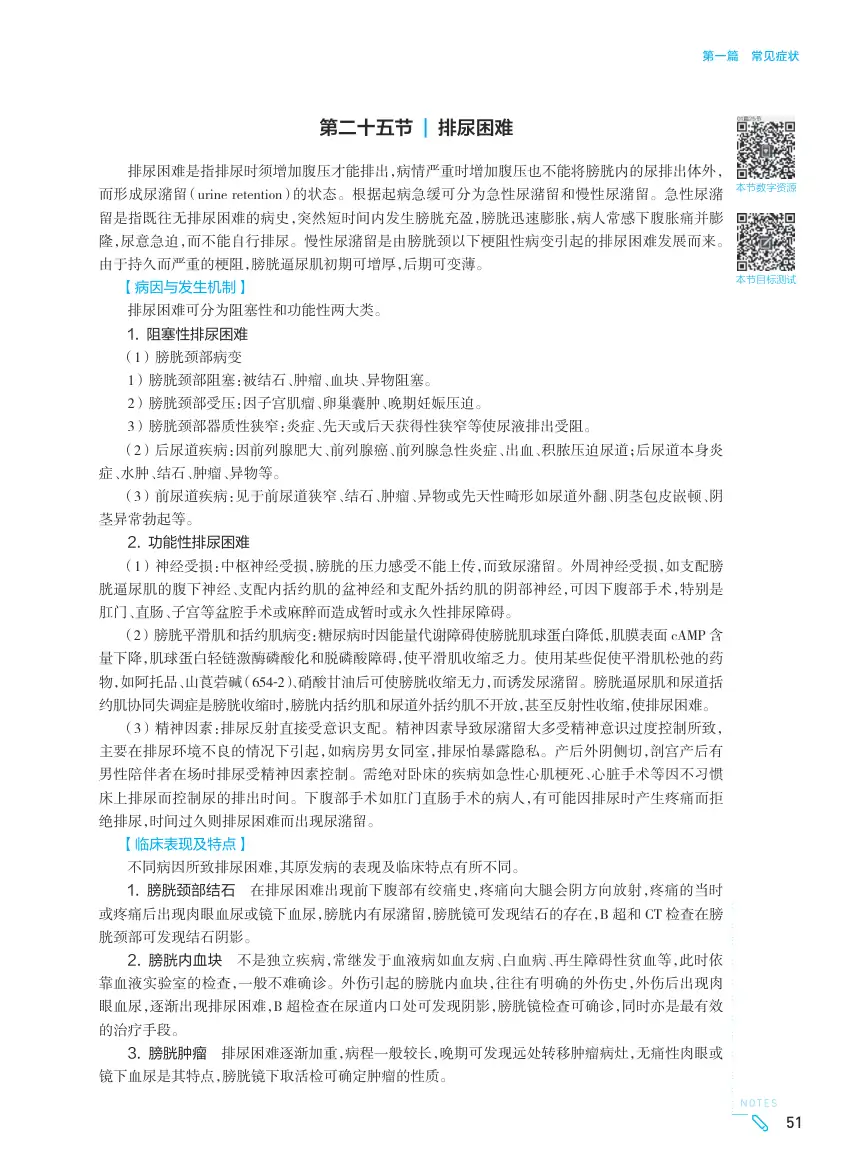 第一篇 常见症状
第二十五节 | 排尿困难
本节数字资源
本节目标测试
排尿困难是指排尿时须增加腹压才能排出,病情严重时增加腹压也不能将膀胱内的尿排出体外,
而形成尿潴留(urine retention)的状态。根据起病急缓可分为急性尿潴留和慢性尿潴留。急性尿潴
留是指既往无排尿困难的病史,突然短时间内发生膀胱充盈,膀胱迅速膨胀,病人常感下腹胀痛并膨
隆,尿意急迫,而不能自行排尿。慢性尿潴留是由膀胱颈以下梗阻性病变引起的排尿困难发展而来。
由于持久而严重的梗阻,膀胱逼尿肌初期可增厚,后期可变薄。
【病因与发生机制】
排尿困难可分为阻塞性和功能性两大类。
1. 阻塞性排尿困难
(1)膀胱颈部病变
1)膀胱颈部阻塞:被结石、肿瘤、血块、异物阻塞。
2)膀胱颈部受压:因子宫肌瘤、卵巢囊肿、晚期妊娠压迫。
3)膀胱颈部器质性狭窄:炎症、先天或后天获得性狭窄等使尿液排出受阻。
(2)后尿道疾病:因前列腺肥大、前列腺癌、前列腺急性炎症、出血、积脓压迫尿道;后尿道本身炎
症、水肿、结石、肿瘤、异物等。
(3)前尿道疾病:见于前尿道狭窄、结石、肿瘤、异物或先天性畸形如尿道外翻、阴茎包皮嵌顿、阴
茎异常勃起等。
2. 功能性排尿困难
(1)神经受损:中枢神经受损,膀胱的压力感受不能上传,而致尿潴留。外周神经受损,如支配膀
胱逼尿肌的腹下神经、支配内括约肌的盆神经和支配外括约肌的阴部神经,可因下腹部手术,特别是
肛门、直肠、子宫等盆腔手术或麻醉而造成暂时或永久性排尿障碍。
(2)膀胱平滑肌和括约肌病变:糖尿病时因能量代谢障碍使膀胱肌球蛋白降低,肌膜表面 cAMP 含
量下降,肌球蛋白轻链激酶磷酸化和脱磷酸障碍,使平滑肌收缩乏力。使用某些促使平滑肌松弛的药
物,如阿托品、山莨菪碱(654-2)、硝酸甘油后可使膀胱收缩无力,而诱发尿潴留。膀胱逼尿肌和尿道括
约肌协同失调症是膀胱收缩时,膀胱内括约肌和尿道外括约肌不开放,甚至反射性收缩,使排尿困难。
(3)精神因素:排尿反射直接受意识支配。精神因素导致尿潴留大多受精神意识过度控制所致,
主要在排尿环境不良的情况下引起,如病房男女同室,排尿怕暴露隐私。产后外阴侧切,剖宫产后有
男性陪伴者在场时排尿受精神因素控制。需绝对卧床的疾病如急性心肌梗死、心脏手术等因不习惯
床上排尿而控制尿的排出时间。下腹部手术如肛门直肠手术的病人,有可能因排尿时产生疼痛而拒
绝排尿,时间过久则排尿困难而出现尿潴留。
【临床表现及特点】
不同病因所致排尿困难,其原发病的表现及临床特点有所不同。
1. 膀胱颈部结石 在排尿困难出现前下腹部有绞痛史,疼痛向大腿会阴方向放射,疼痛的当时
或疼痛后出现肉眼血尿或镜下血尿,膀胱内有尿潴留,膀胱镜可发现结石的存在,B 超和 CT 检查在膀
胱颈部可发现结石阴影。
2. 膀胱内血块 不是独立疾病,常继发于血液病如血友病、白血病、再生障碍性贫血等,此时依
靠血液实验室的检查,一般不难确诊。外伤引起的膀胱内血块,往往有明确的外伤史,外伤后出现肉
眼血尿,逐渐出现排尿困难,B 超检查在尿道内口处可发现阴影,膀胱镜检查可确诊,同时亦是最有效
的治疗手段。
3. 膀胱肿瘤 排尿困难逐渐加重,病程一般较长,晚期可发现远处转移肿瘤病灶,无痛性肉眼或
镜下血尿是其特点,膀胱镜下取活检可确定肿瘤的性质。
NOTES
51